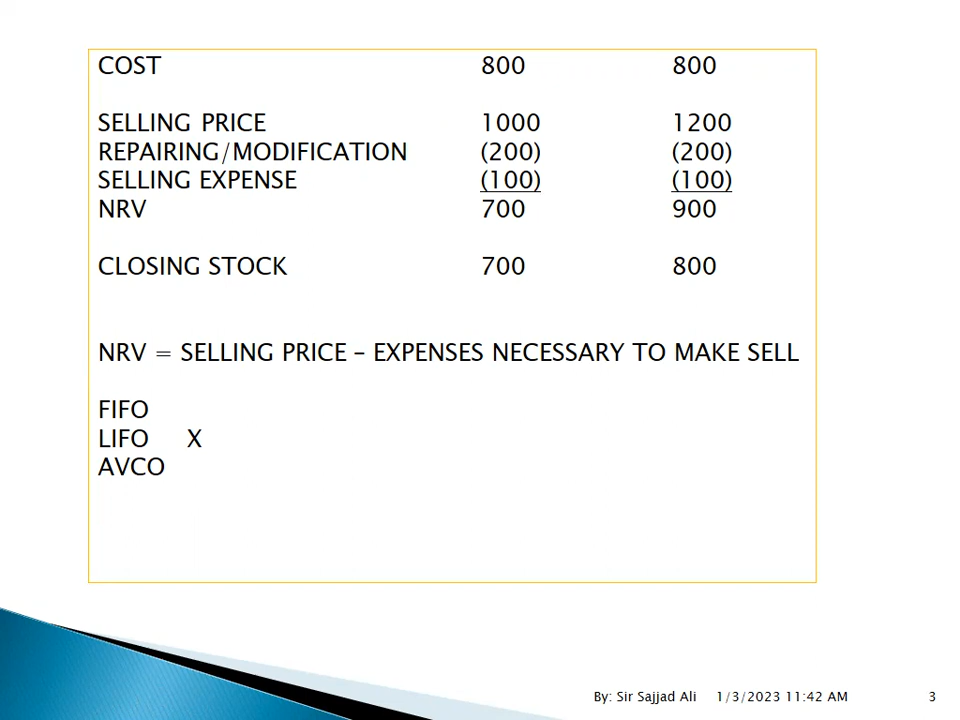 COST 800 800
SELLING PRICE 1000 1200
REPAIRING/MODIFICATION (200) (200)
SELLING EXPENSE (100) (100)
NRV 700 900
CLOSING STOCK 700 800
NRV = SELLING PRICE – EXPENSES NECESSARY TO MAKE SELL
FIFO
LIFO X
AVCO
By: Sir Sajjad Ali 1/3/2023 11:42 AM 3